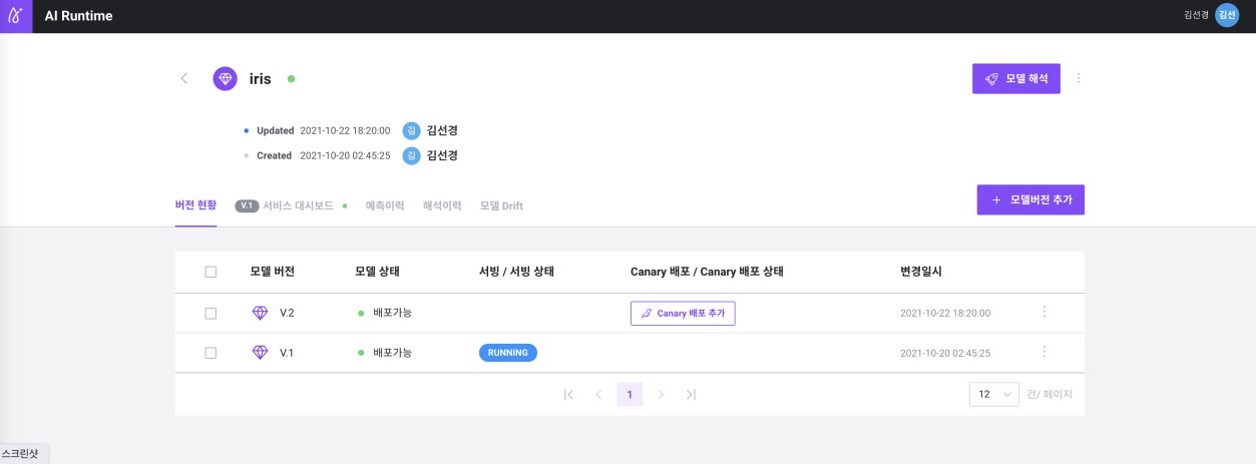 AI Runtime 김선경 김선
iris 모델 해석
Updated 2021-10-22 18:20:00 김 김선경
Created 2021-10-20 02:45:25 김 김선경
버전 현황 V.1 서비스 대시보드 예측이력 해석이력 모델 Drift + 모델버전 추가
모델 버전 모델 상태 서빙 / 서빙 상태 Canary 배포 / Canary 배포 상태 변경일시
V.2 배포가능 Canary 배포 추가 2021-10-22 18:20:00
V.1 배포가능 RUNNING 2021-10-20 02:45:25
1 12 건/ 페이지
스크린샷